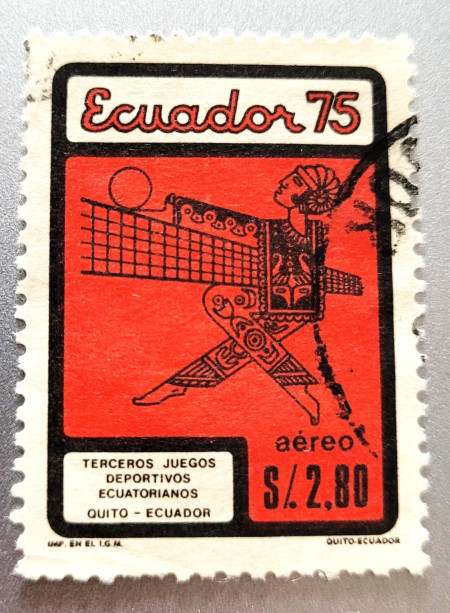 Ecuador 75
aéreo
S/. 2,80
TERCEROS JUEGOS
DEPORTIVOS
ECUATORIANOS
QUITO - ECUADOR
IMP. EN EL I.G.M.
QUITO-ECUADOR